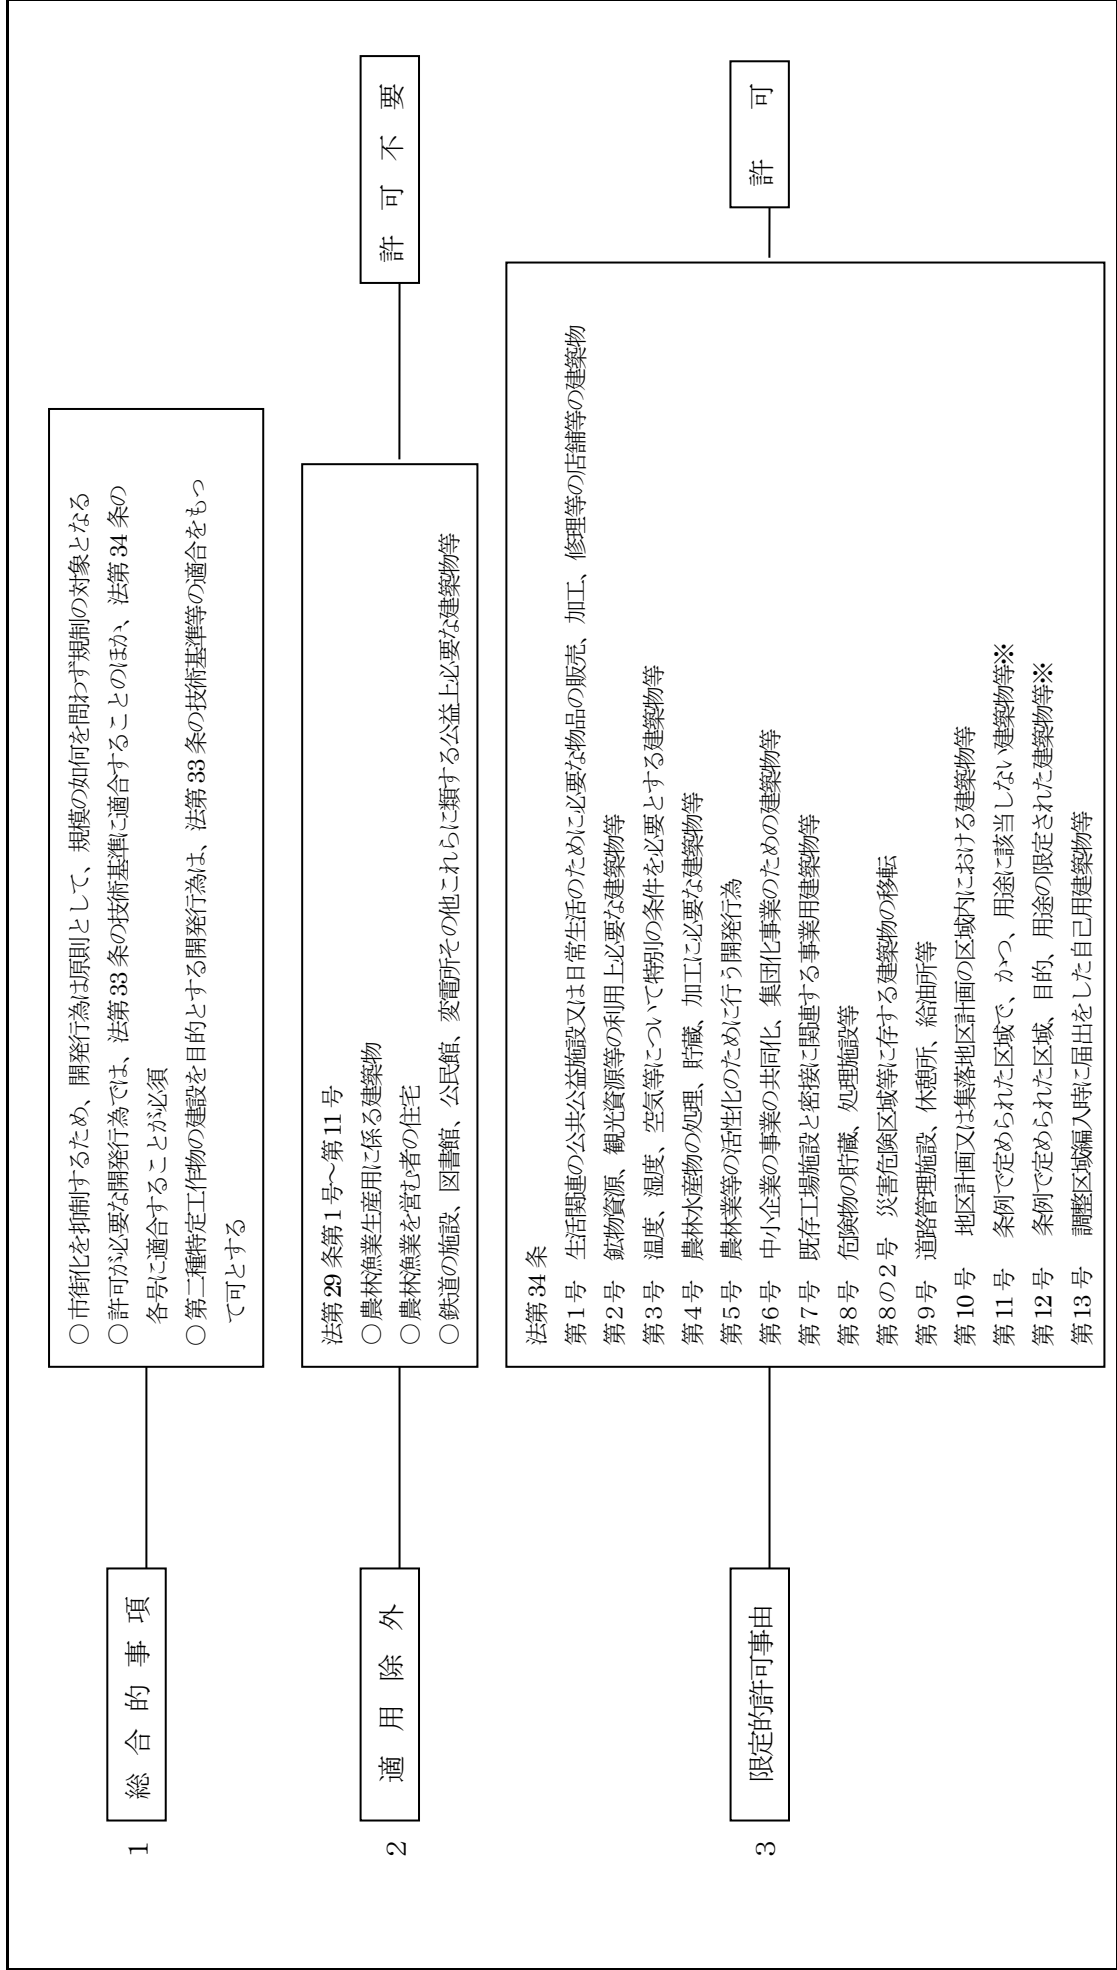 1
総合的事項
○市街化を抑制するため、開発行為は原則として、規模の如何を問わず規制の対象となる
○許可が必要な開発行為では、法第33条の技術基準に適合することのほか、法第34条の
各号に適合することが必須
○第二種特定工作物の建設を目的とする開発行為は、法第33条の技術基準等の適合をもっ
て可とする
2
適用除外
法第29条第1号～第11号
○農林漁業生産用に係る建築物
○農林漁業を営む者の住宅
○鉄道の施設、図書館、公民館、変電所その他これらに類する公益上必要な建築物等
許可不要
3
限定的許可事由
法第34条
第1号 生活関連の公共公益施設又は日常生活のために必要な物品の販売、加工、修理等の店舗等の建築物
第2号 鉱物資源、観光資源等の利用上必要な建築物等
第3号 温度、湿度、空気等について特別の条件を必要とする建築物等
第4号 農林水産物の処理、貯蔵、加工に必要な建築物等
第5号 農林業等の活性化のために行う開発行為
第6号 中小企業の事業の共同化、集団化事業のための建築物等
第7号 既存工場施設と密接に関連する事業用建築物等
第8号 危険物の貯蔵、処理施設等
第8の2号 災害危険区域等に存する建築物の移転
第9号 道路管理施設、休憩所、給油所等
第10号 地区計画又は集落地区計画の区域内における建築物等
第11号 条例で定められた区域で、かつ、用途に該当しない建築物等※
第12号 条例で定められた区域、目的、用途の限定された建築物等※
第13号 調整区域編入時に届出をした自己用建築物等
許可